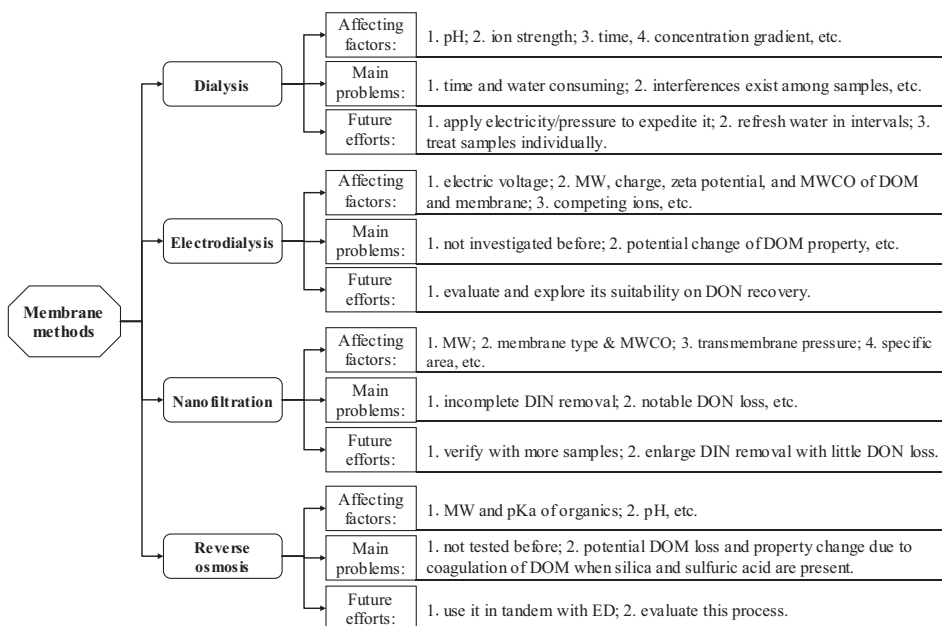 Membrane
methods
Dialysis
Affecting
factors:
1. pH; 2. ion strength; 3. time, 4. concentration gradient, etc.
Main
problems:
1. time and water consuming; 2. interferences exist among samples, etc.
Future
efforts:
1. apply electricity/pressure to expedite it; 2. refresh water in intervals; 3.
treat samples individually.
Electrodialysis
Affecting
factors:
1. electric voltage; 2. MW, charge, zeta potential, and MWCO of DOM
and membrane; 3. competing ions, etc.
Main
problems:
1. not investigated before; 2. potential change of DOM property, etc.
Future
efforts:
1. evaluate and explore its suitability on DON recovery.
Nanofiltration
Affecting
factors:
1. MW; 2. membrane type & MWCO; 3. transmembrane pressure; 4. specific
area, etc.
Main
problems:
1. incomplete DIN removal; 2. notable DON loss, etc.
Future
efforts:
1. verify with more samples; 2. enlarge DIN removal with little DON loss.
Reverse
osmosis
Affecting
factors:
1. MW and pKa of organics; 2. pH, etc.
Main
problems:
1. not tested before; 2. potential DOM loss and property change due to
coagulation of DOM when silica and sulfuric acid are present.
Future
efforts:
1. use it in tandem with ED; 2. evaluate this process.